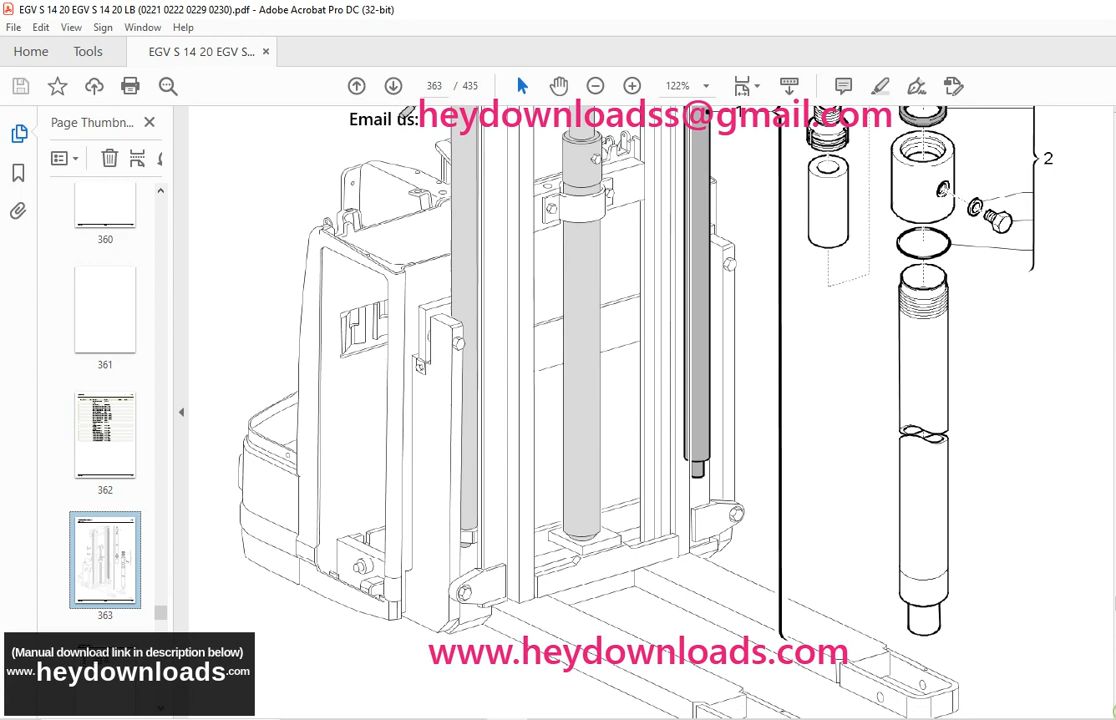 EGV S 14 20 EGV S 14 20 LB (0221 0222 0229 0230).pdf - Adobe Acrobat Pro DC (32-bit)
File Edit View Sign Window Help
Home Tools EGV S 14 20 EGV S... ×
363 / 435 122%
Page Thumbn...
Email us: heydownloadss@gmail.com
2
360
361
362
363
(Manual download link in description below)
www.heydownloads.com
www.heydownloads.com